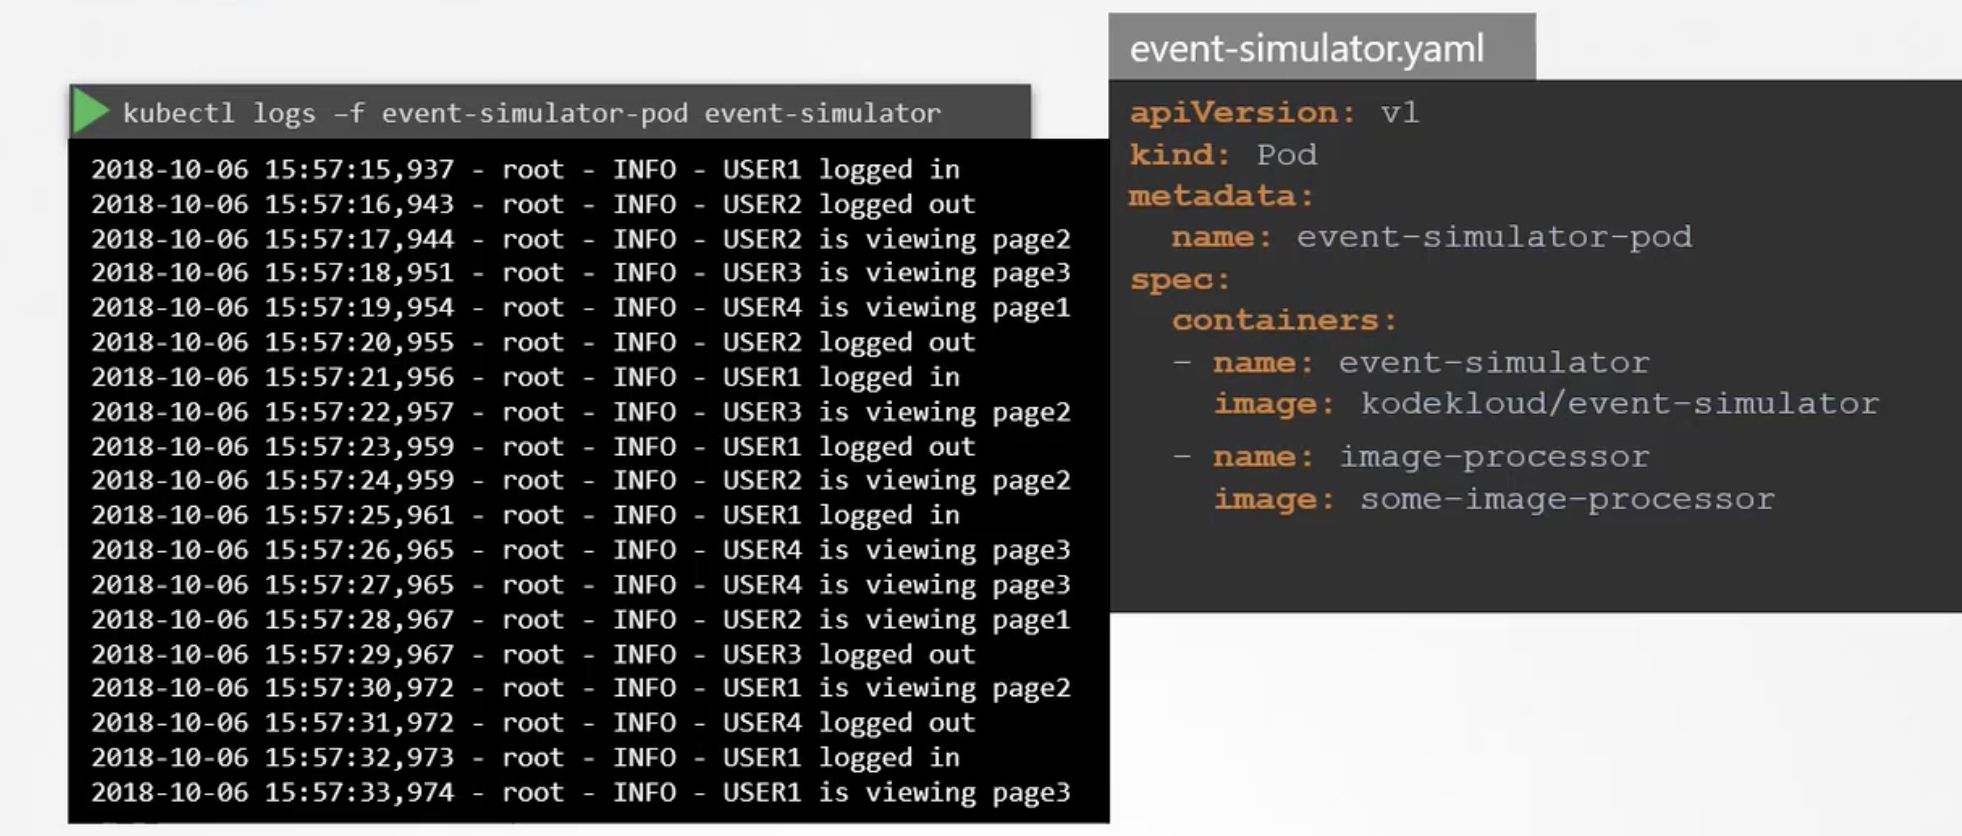 kubectl logs –f event-simulator-pod event-simulator
2018-10-06 15:57:15,937 - root - INFO - USER1 logged in
2018-10-06 15:57:16,943 - root - INFO - USER2 logged out
2018-10-06 15:57:17,944 - root - INFO - USER2 is viewing page2
2018-10-06 15:57:18,951 - root - INFO - USER3 is viewing page3
2018-10-06 15:57:19,954 - root - INFO - USER4 is viewing page1
2018-10-06 15:57:20,955 - root - INFO - USER2 logged out
2018-10-06 15:57:21,956 - root - INFO - USER1 logged in
2018-10-06 15:57:22,957 - root - INFO - USER3 is viewing page2
2018-10-06 15:57:23,959 - root - INFO - USER1 logged out
2018-10-06 15:57:24,959 - root - INFO - USER2 is viewing page2
2018-10-06 15:57:25,961 - root - INFO - USER1 logged in
2018-10-06 15:57:26,965 - root - INFO - USER4 is viewing page3
2018-10-06 15:57:27,965 - root - INFO - USER4 is viewing page3
2018-10-06 15:57:28,967 - root - INFO - USER2 is viewing page1
2018-10-06 15:57:29,967 - root - INFO - USER3 logged out
2018-10-06 15:57:30,972 - root - INFO - USER1 is viewing page2
2018-10-06 15:57:31,972 - root - INFO - USER4 logged out
2018-10-06 15:57:32,973 - root - INFO - USER1 logged in
2018-10-06 15:57:33,974 - root - INFO - USER1 is viewing page3
event-simulator.yaml
apiVersion: v1
kind: Pod
metadata:
  name: event-simulator-pod
spec:
  containers:
  - name: event-simulator
    image: kodekloud/event-simulator
  - name: image-processor
    image: some-image-processor